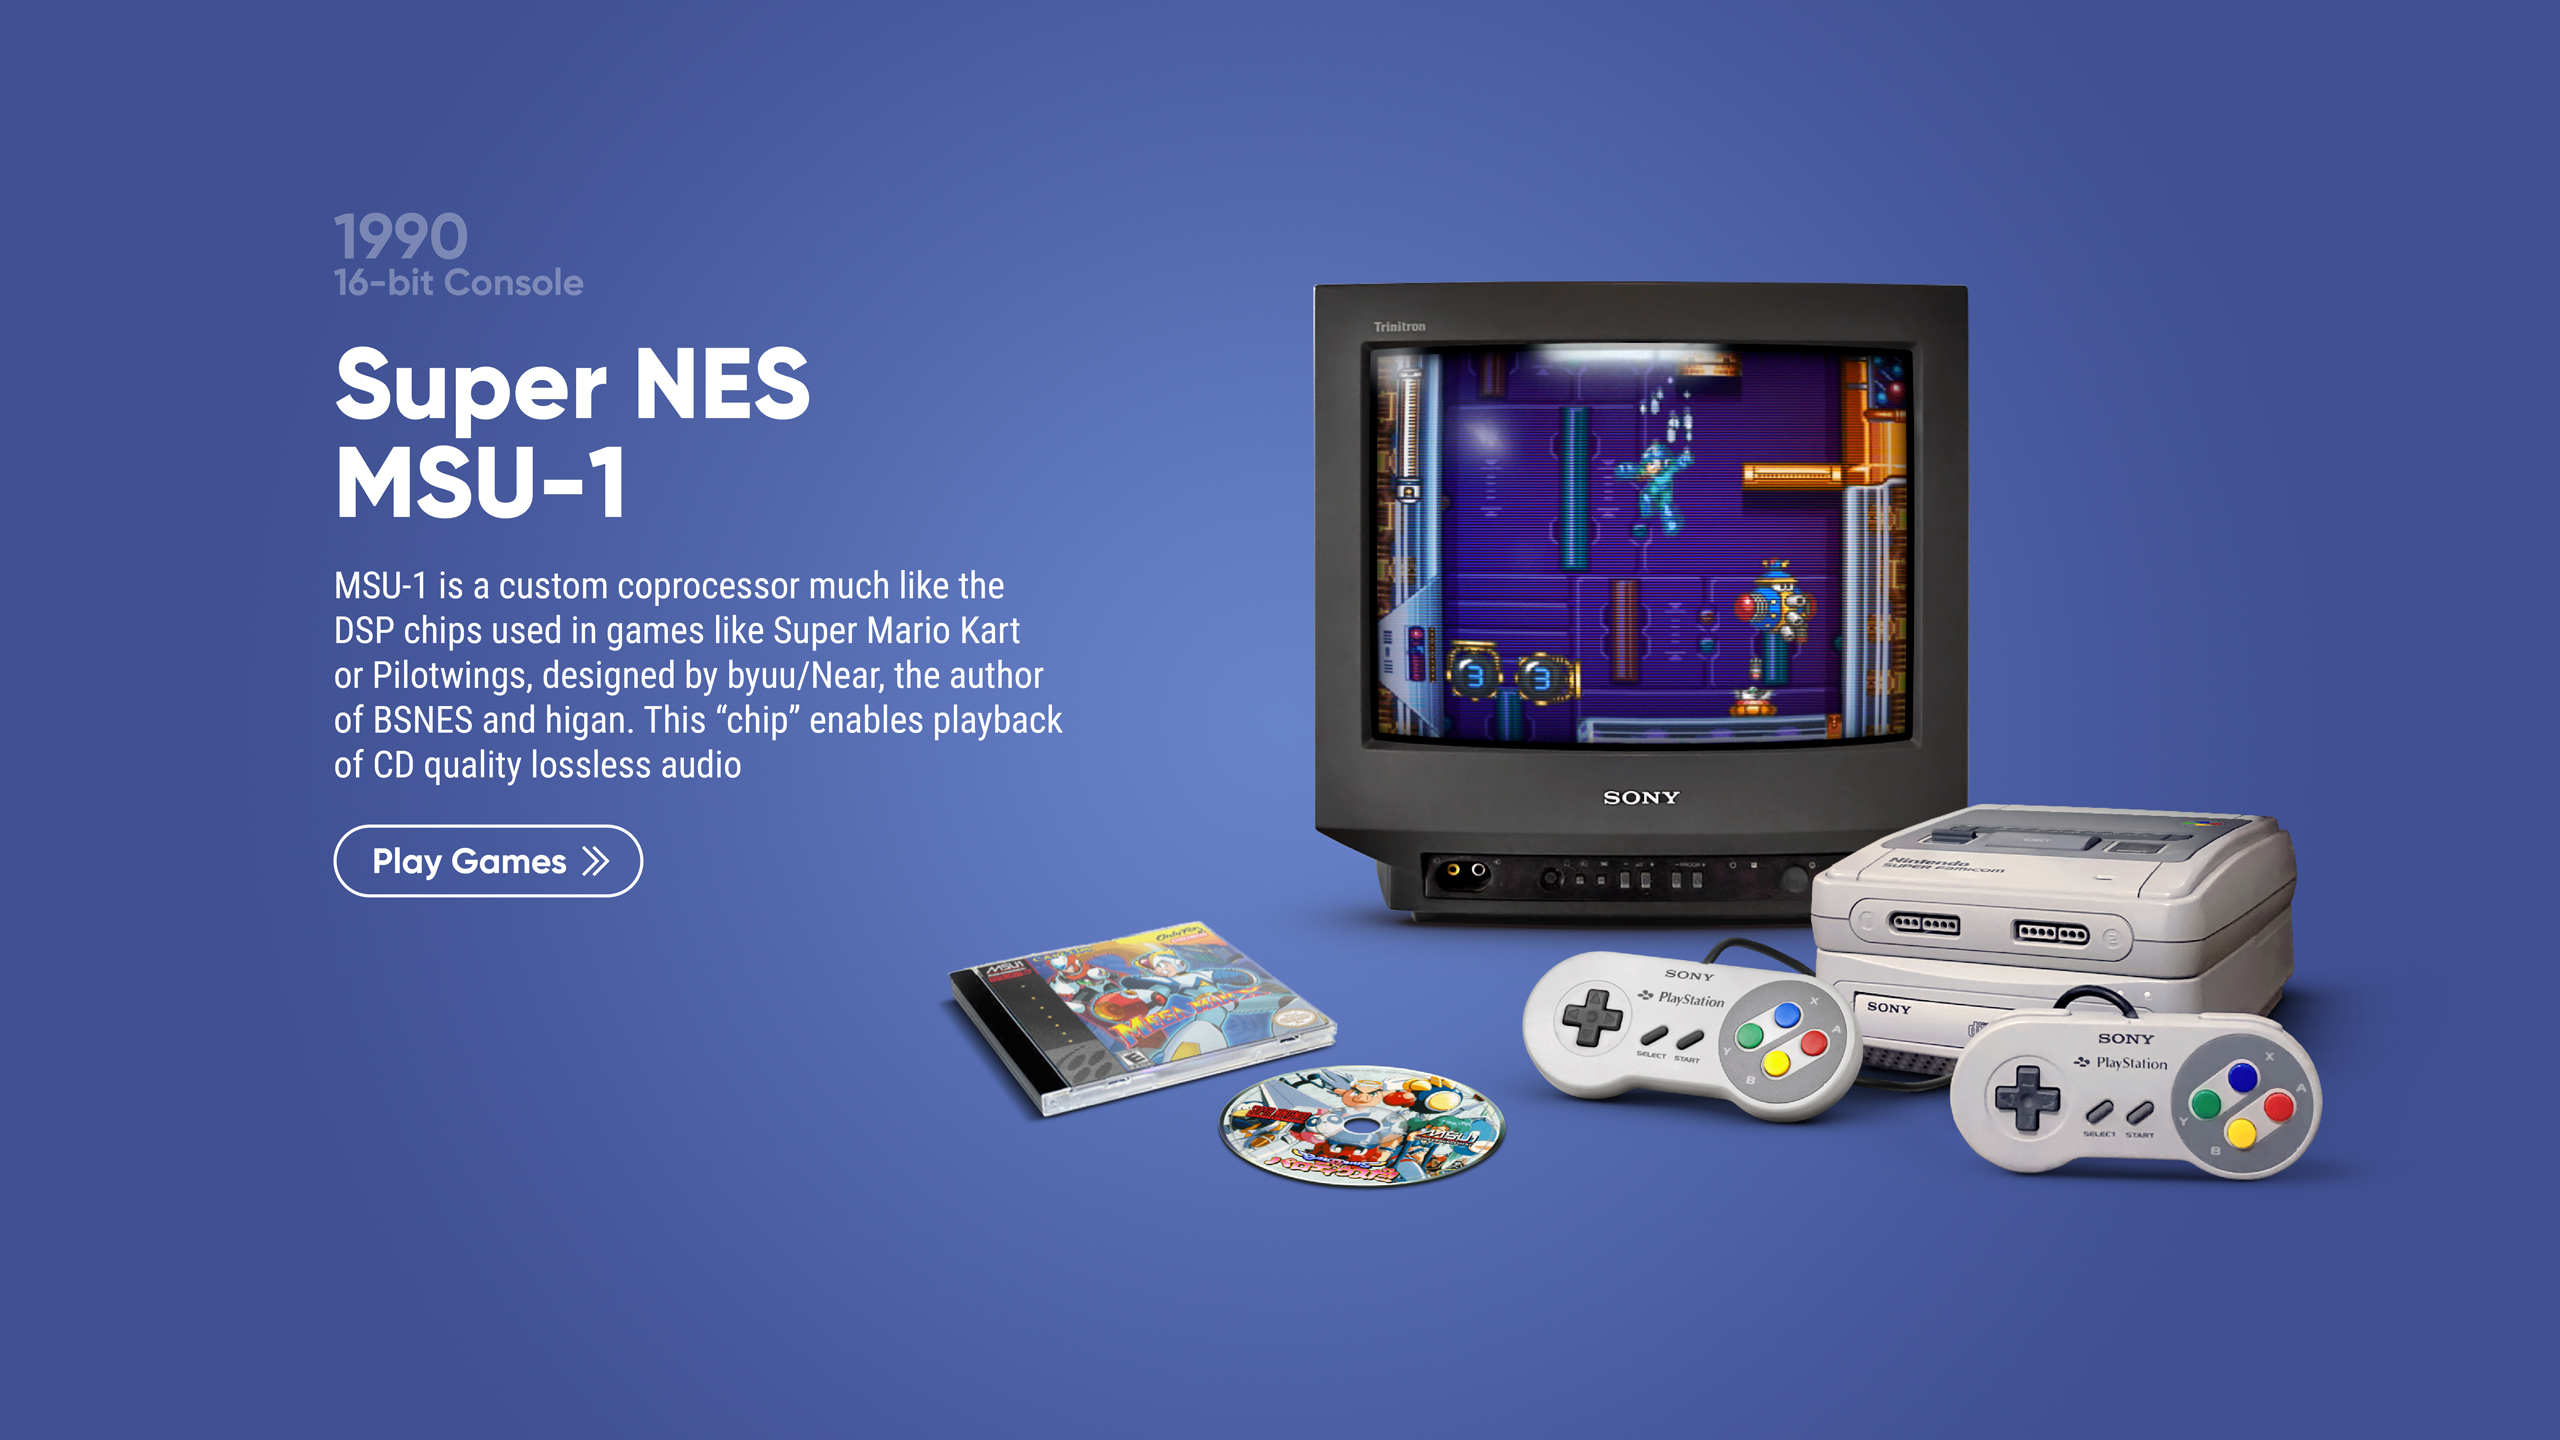 1990
16-bit Console
Super NES
MSU-1
MSU-1 is a custom coprocessor much like the
DSP chips used in games like Super Mario Kart
or Pilotwings, designed by byuu/Near, the author
of BSNES and higan. This “chip” enables playback
of CD quality lossless audio
Play Games
Trinitron
3 3
SONY
Nintendo
SUPER FAMICOM
SONY
SONY
PlayStation
SELECT START
X
A
Y
B
SONY
PlayStation
SELECT START
X
A
Y
B
MSU1
MEGA MAN X
E
MSU1